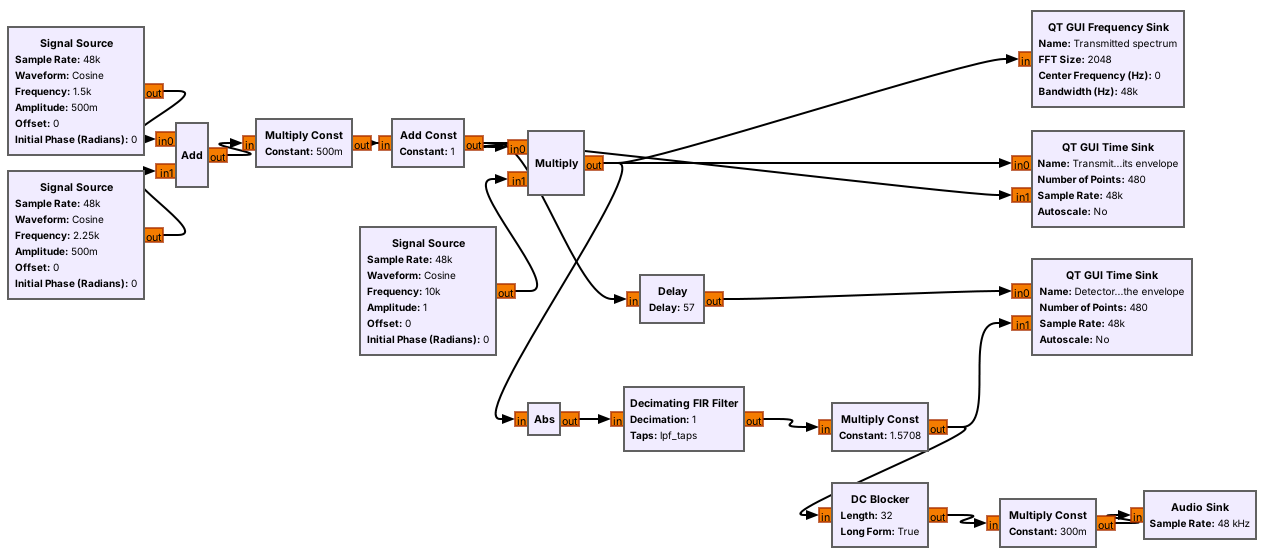 Signal Source
Sample Rate: 48k
Waveform: Cosine
Frequency: 1.5k
Amplitude: 500m
Offset: 0
Initial Phase (Radians): 0
out
Signal Source
Sample Rate: 48k
Waveform: Cosine
Frequency: 2.25k
Amplitude: 500m
Offset: 0
Initial Phase (Radians): 0
out
in0
in1
Add
out
in
Multiply Const
Constant: 500m
out
in
Add Const
Constant: 1
out
in0
in1
Multiply
out
Signal Source
Sample Rate: 48k
Waveform: Cosine
Frequency: 10k
Amplitude: 1
Offset: 0
Initial Phase (Radians): 0
out
in
QT GUI Frequency Sink
Name: Transmitted spectrum
FFT Size: 2048
Center Frequency (Hz): 0
Bandwidth (Hz): 48k
in0
in1
QT GUI Time Sink
Name: Transmit...its envelope
Number of Points: 480
Sample Rate: 48k
Autoscale: No
in
Delay
Delay: 57
out
in0
in1
QT GUI Time Sink
Name: Detector...the envelope
Number of Points: 480
Sample Rate: 48k
Autoscale: No
in
Abs
out
in
Decimating FIR Filter
Decimation: 1
Taps: lpf_taps
out
in
Multiply Const
Constant: 1.5708
out
in
DC Blocker
Length: 32
Long Form: True
out
in
Multiply Const
Constant: 300m
out
in
Audio Sink
Sample Rate: 48 kHz